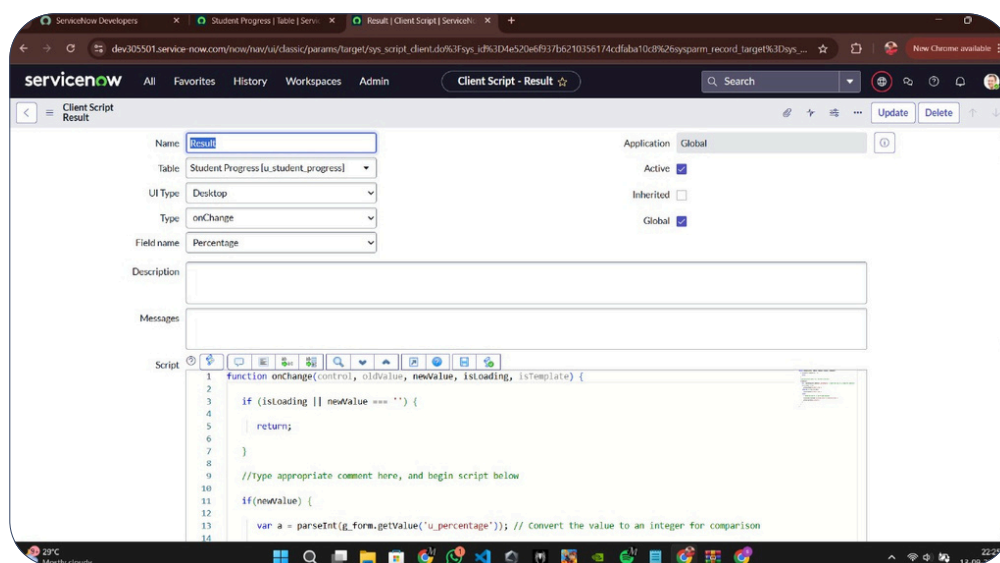 ServiceNow Developers
Student Progress | Table | Servic
Result | Client Script | ServiceN
dev305501.service-now.com/now/nav/ui/classic/params/target/sys_script_client.do%3Fsys_id%3D4e520e6f937b6210356174cdfaba10c8%26sysparm_record_target%3Dsys_...
New Chrome available
servicenow
All Favorites History Workspaces Admin
Client Script - Result
Search
Client Script
Result
Update Delete
Name Result
Application Global
Table Student Progress [u_student_progress]
Active
UI Type Desktop
Inherited
Type onChange
Global
Field name Percentage
Description
Messages
Script
1 function onChange(control, oldValue, newValue, isLoading, isTemplate) {
2
3 if (isLoading || newValue === '') {
4
5 return;
6
7 }
8
9 //Type appropriate comment here, and begin script below
10
11 if(newValue) {
12
13 var a = parseInt(g_form.getValue('u_percentage')); // Convert the value to an integer for comparison
14
29°C
Mostly cloudy
22:25